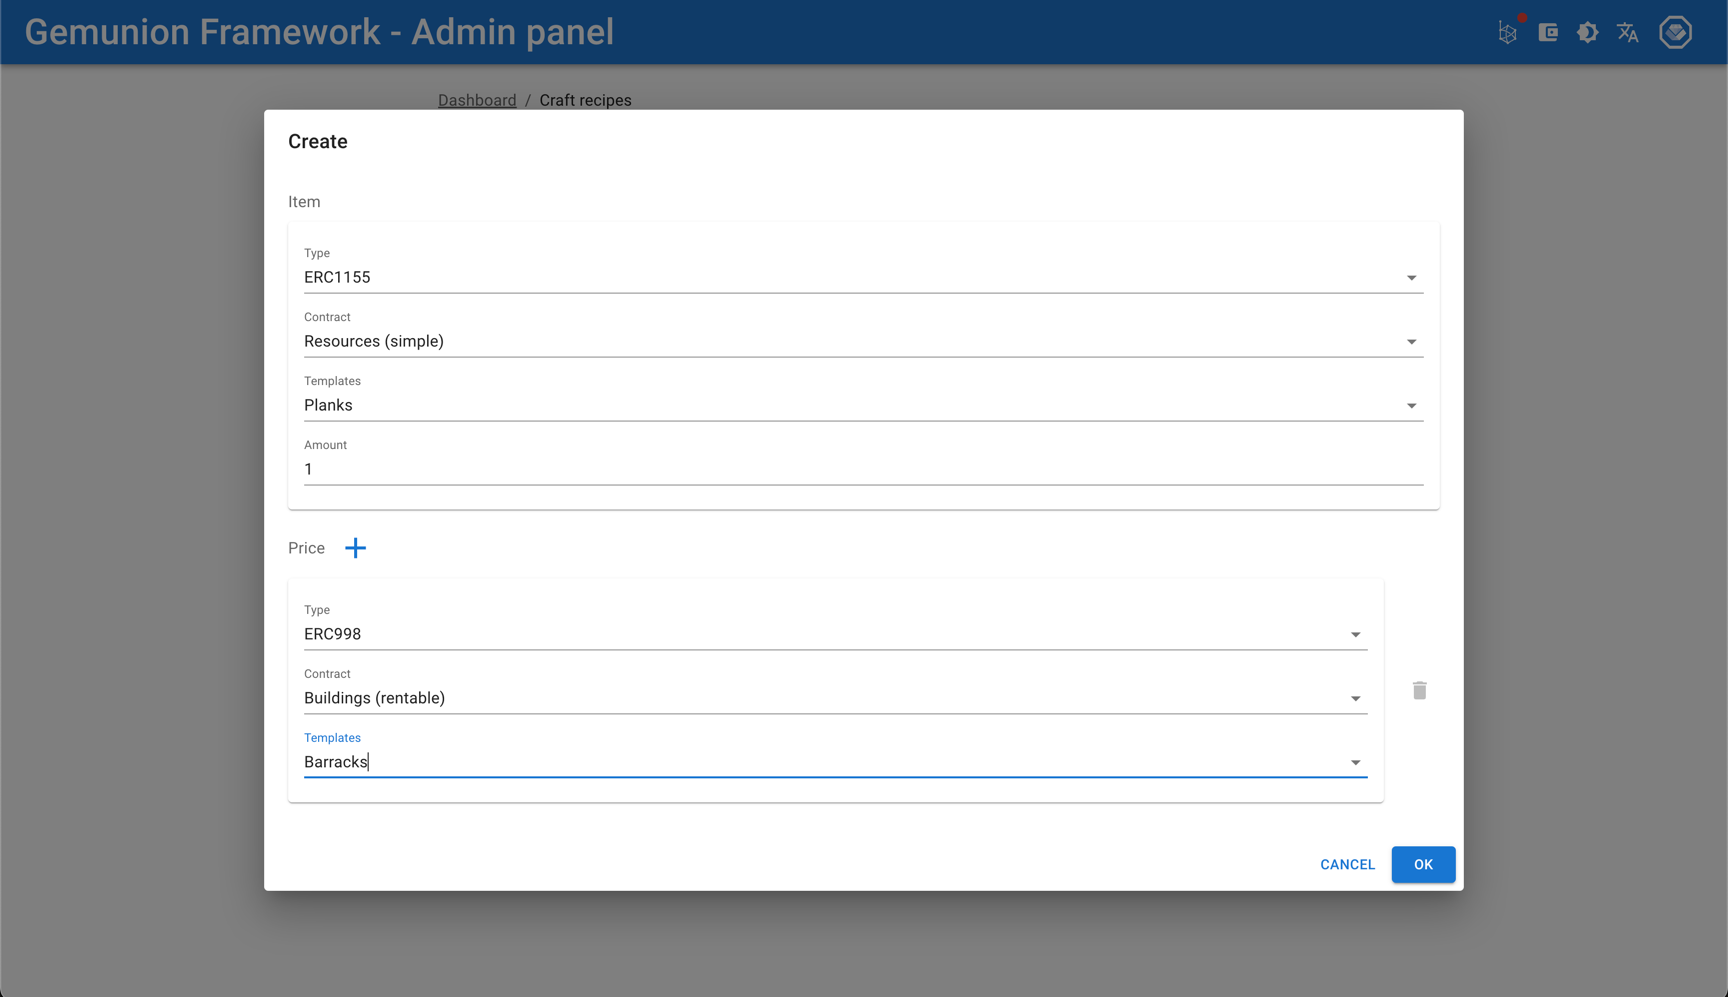 Gemunion Framework - Admin panel
Dashboard / Craft recipes
Create
Item
Type
ERC1155
Contract
Resources (simple)
Templates
Planks
Amount
1
Price
Type
ERC998
Contract
Buildings (rentable)
Templates
Barracks
CANCEL OK